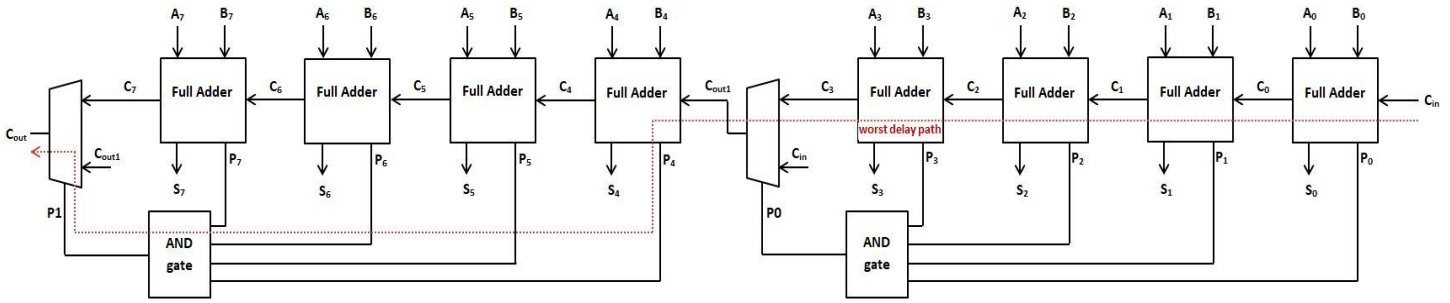 A7 B7 A6 B6 A5 B5 A4 B4 A3 B3 A2 B2 A1 B1 A0 B0
C7 Full Adder C6 Full Adder C5 Full Adder C4 Full Adder Cout1 C3 Full Adder C2 Full Adder C1 Full Adder C0 Full Adder Cin
Cout worst delay path
Cout1 P7 P6 P5 P4 Cin P3 P2 P1 P0
S7 S6 S5 S4 S3 S2 S1 S0
P1 P0
AND AND
gate gate